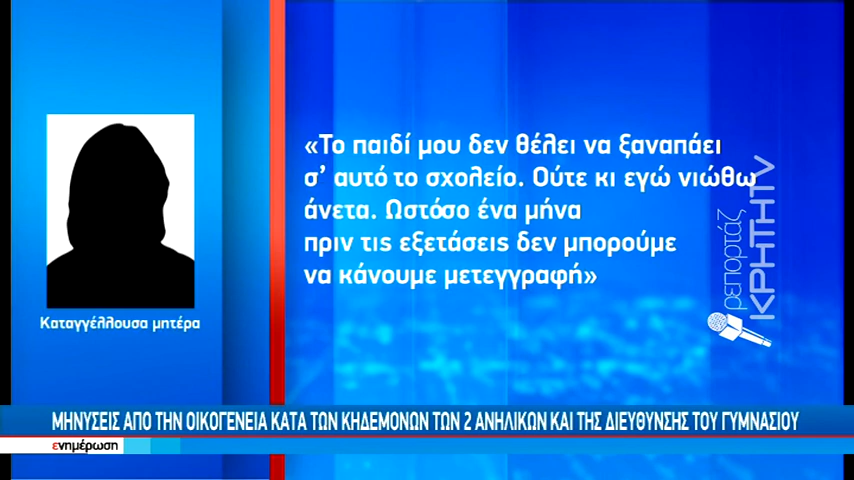 «Το παιδί μου δεν θέλει να ξαναπάει
σ' αυτό το σχολείο. Ούτε κι εγώ νιώθω
άνετα. Ωστόσο ένα μήνα
πριν τις εξετάσεις δεν μπορούμε
να κάνουμε μετεγγραφή»
ρεπορτάζ
ΚΡΗΤΗTV
Καταγγέλλουσα μητέρα
ΜΗΝΥΣΕΙΣ ΑΠΟ ΤΗΝ ΟΙΚΟΓΕΝΕΙΑ ΚΑΤΑ ΤΩΝ ΚΗΔΕΜΟΝΩΝ ΤΩΝ 2 ΑΝΗΛΙΚΩΝ ΚΑΙ ΤΗΣ ΔΙΕΥΘΥΝΣΗΣ ΤΟΥ ΓΥΜΝΑΣΙΟΥ
ενημέρωση